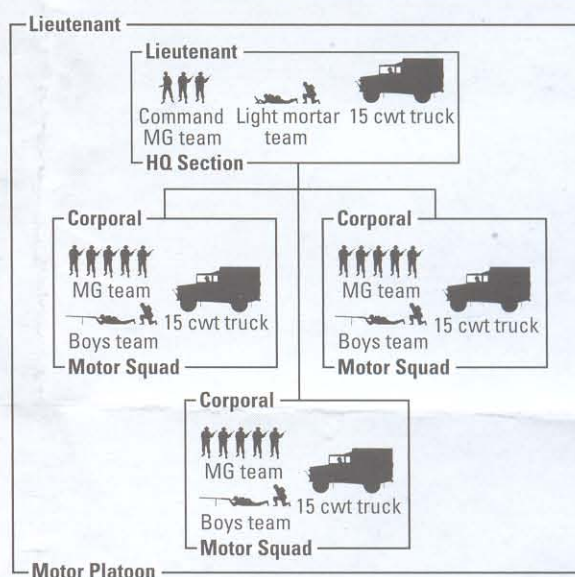 Lieutenant
Lieutenant
Command
MG team
Light mortar
team
15 cwt truck
HQ Section
Corporal
MG team
15 cwt truck
Boys team
Motor Squad
Corporal
MG team
15 cwt truck
Boys team
Motor Squad
Corporal
MG team
15 cwt truck
Boys team
Motor Squad
Motor Platoon